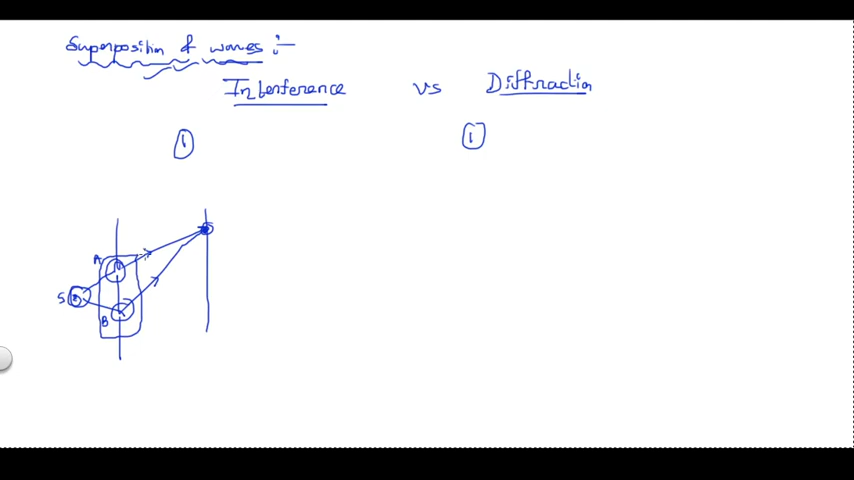 Superposition of waves :-
Interference vs Diffraction
1 1
A
S
B